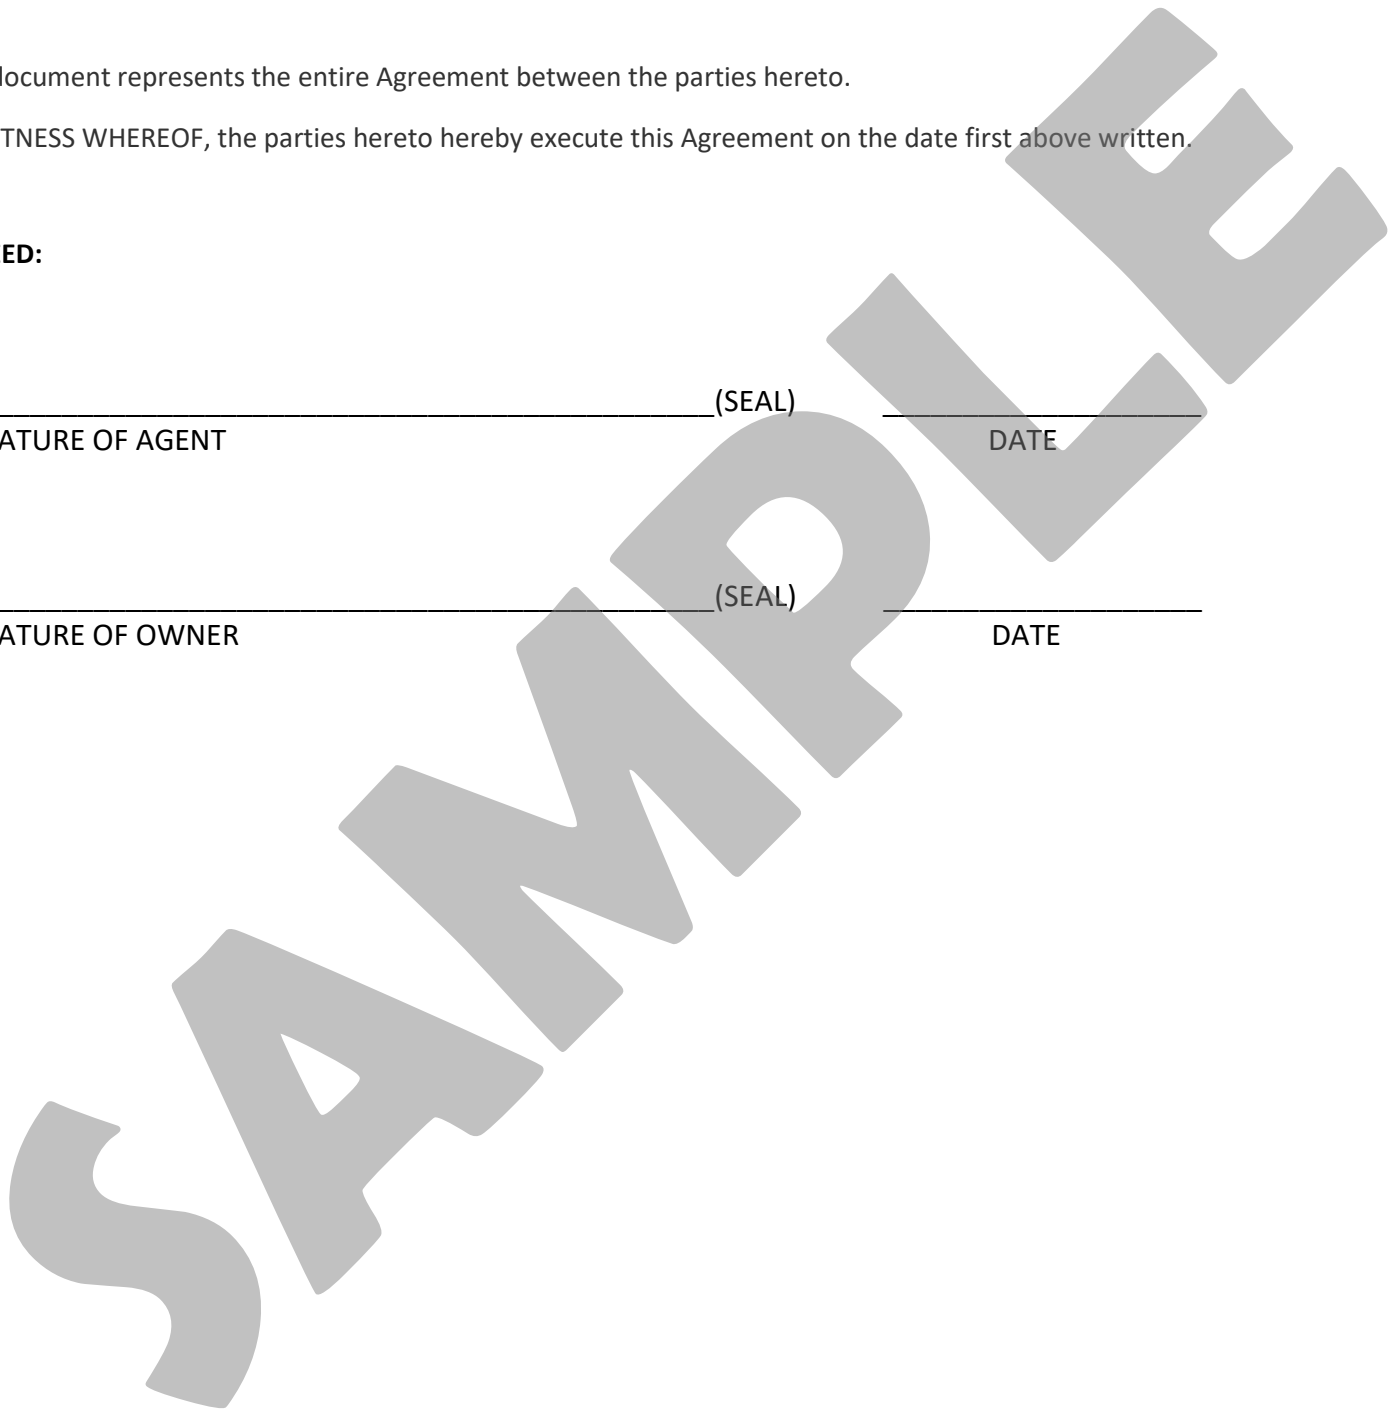 document represents the entire Agreement between the parties hereto.
TNESS WHEREOF, the parties hereto hereby execute this Agreement on the date first above written.
ED:
(SEAL)
ATURE OF AGENT DATE
(SEAL)
ATURE OF OWNER DATE
SAMPLE